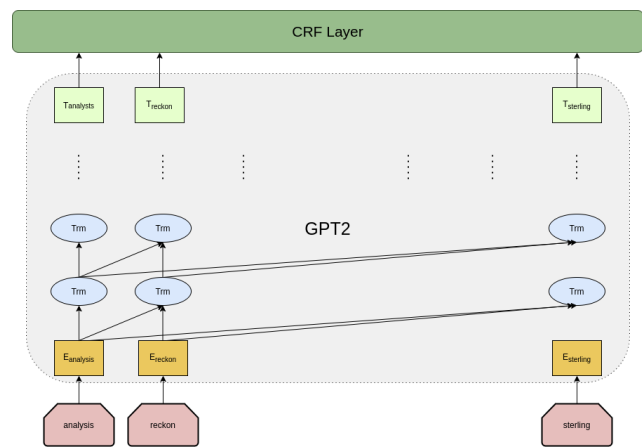 CRF Layer
Tanalysts Treckon Tsterling
Trm Trm GPT2 Trm
Trm Trm Trm
Eanalysis Ereckon Esterling
analysis reckon sterling